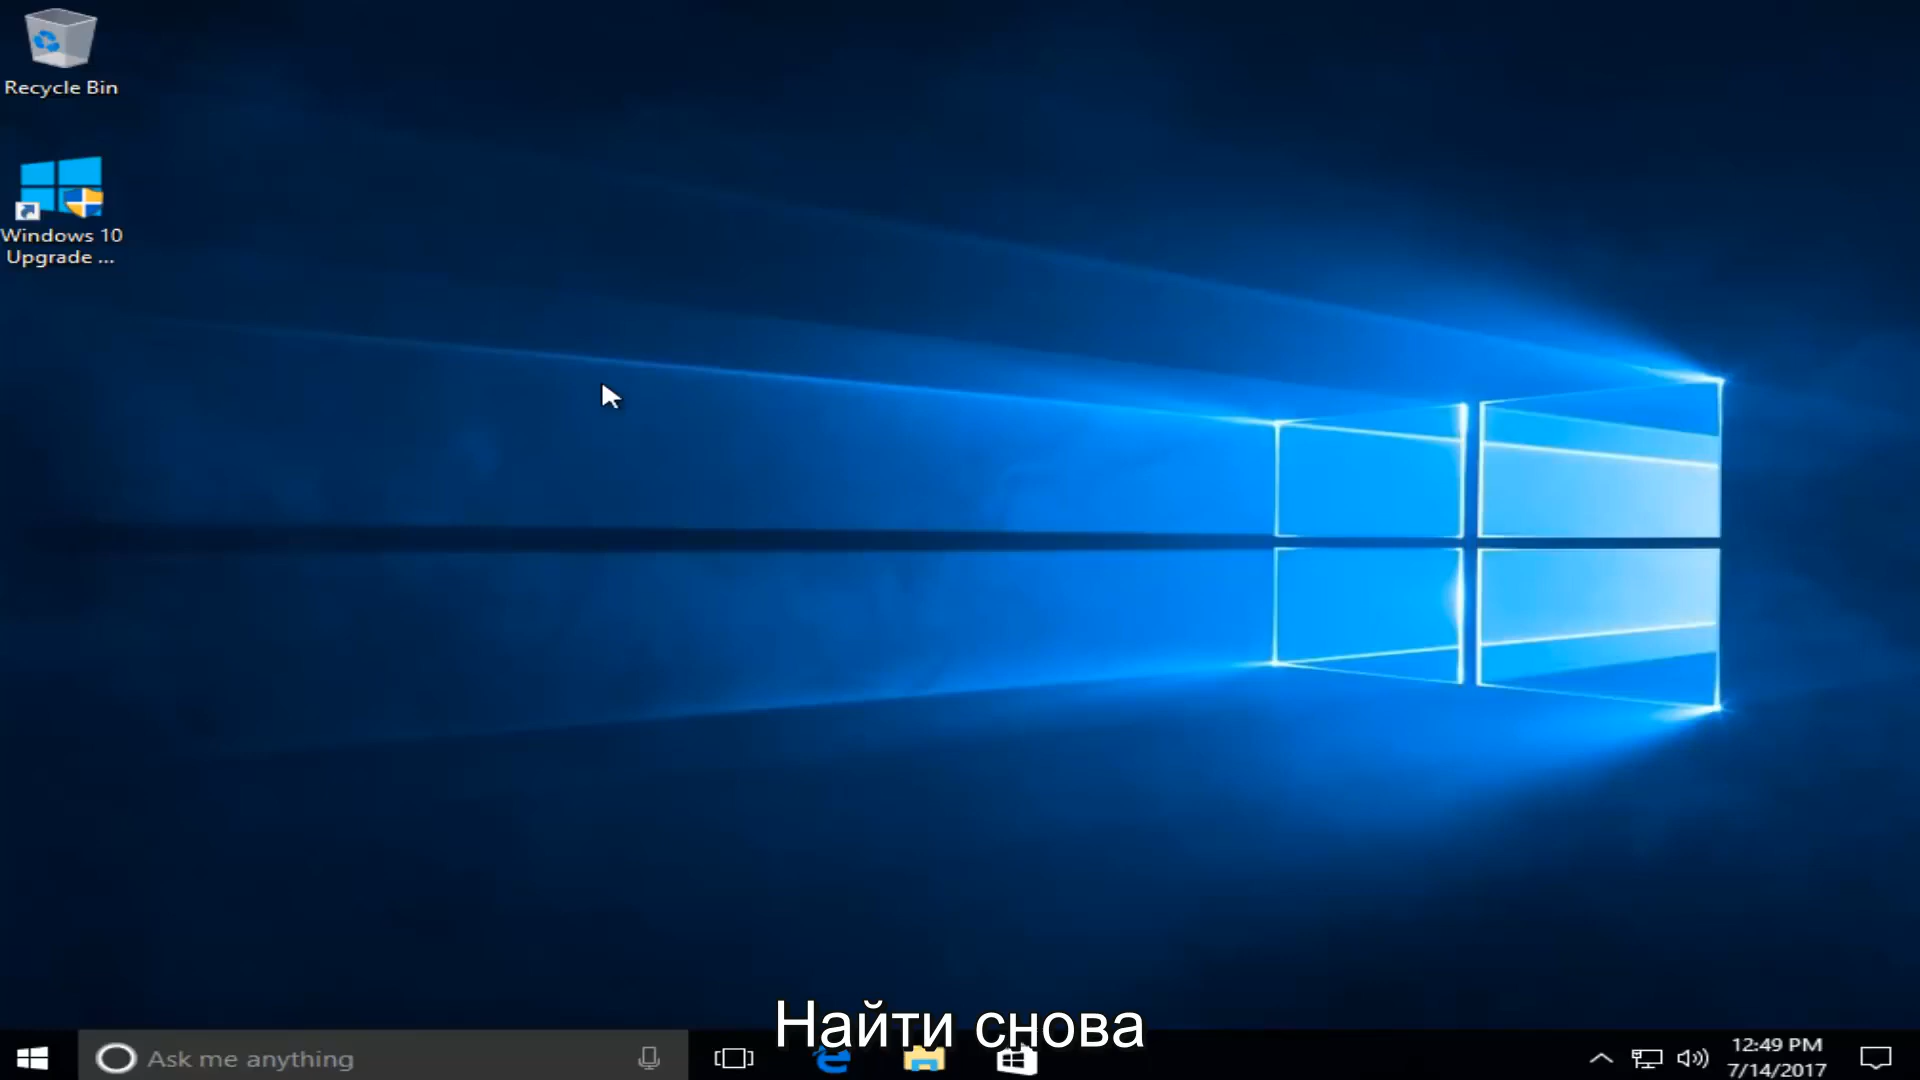 Recycle Bin
Windows 10
Upgrade ...
Найти снова
Ask me anything
12:49 PM
7/14/2017